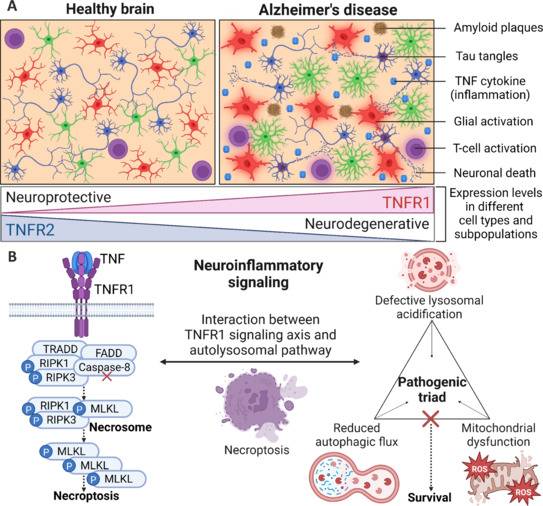 A
Healthy brain
Alzheimer's disease
Amyloid plaques
Tau tangles
TNF cytokine
(inflammation)
Glial activation
T-cell activation
Neuronal death
Neuroprotective
TNFR1
TNFR2
Neurodegenerative
Expression levels
in different
cell types and
subpopulations
B
TNF
TNFR1
TRADD
FADD
P RIPK1
Caspase-8
P RIPK3
P RIPK1
P MLKL
P RIPK3
Necrosome
P MLKL
P MLKL
P MLKL
Necroptosis
Neuroinflammatory
signaling
Interaction between
TNFR1 signaling axis and
autolysosomal pathway
Necroptosis
Defective lysosomal
acidification
Pathogenic
triad
Reduced
autophagic flux
Mitochondrial
dysfunction
ROS
ROS
Survival